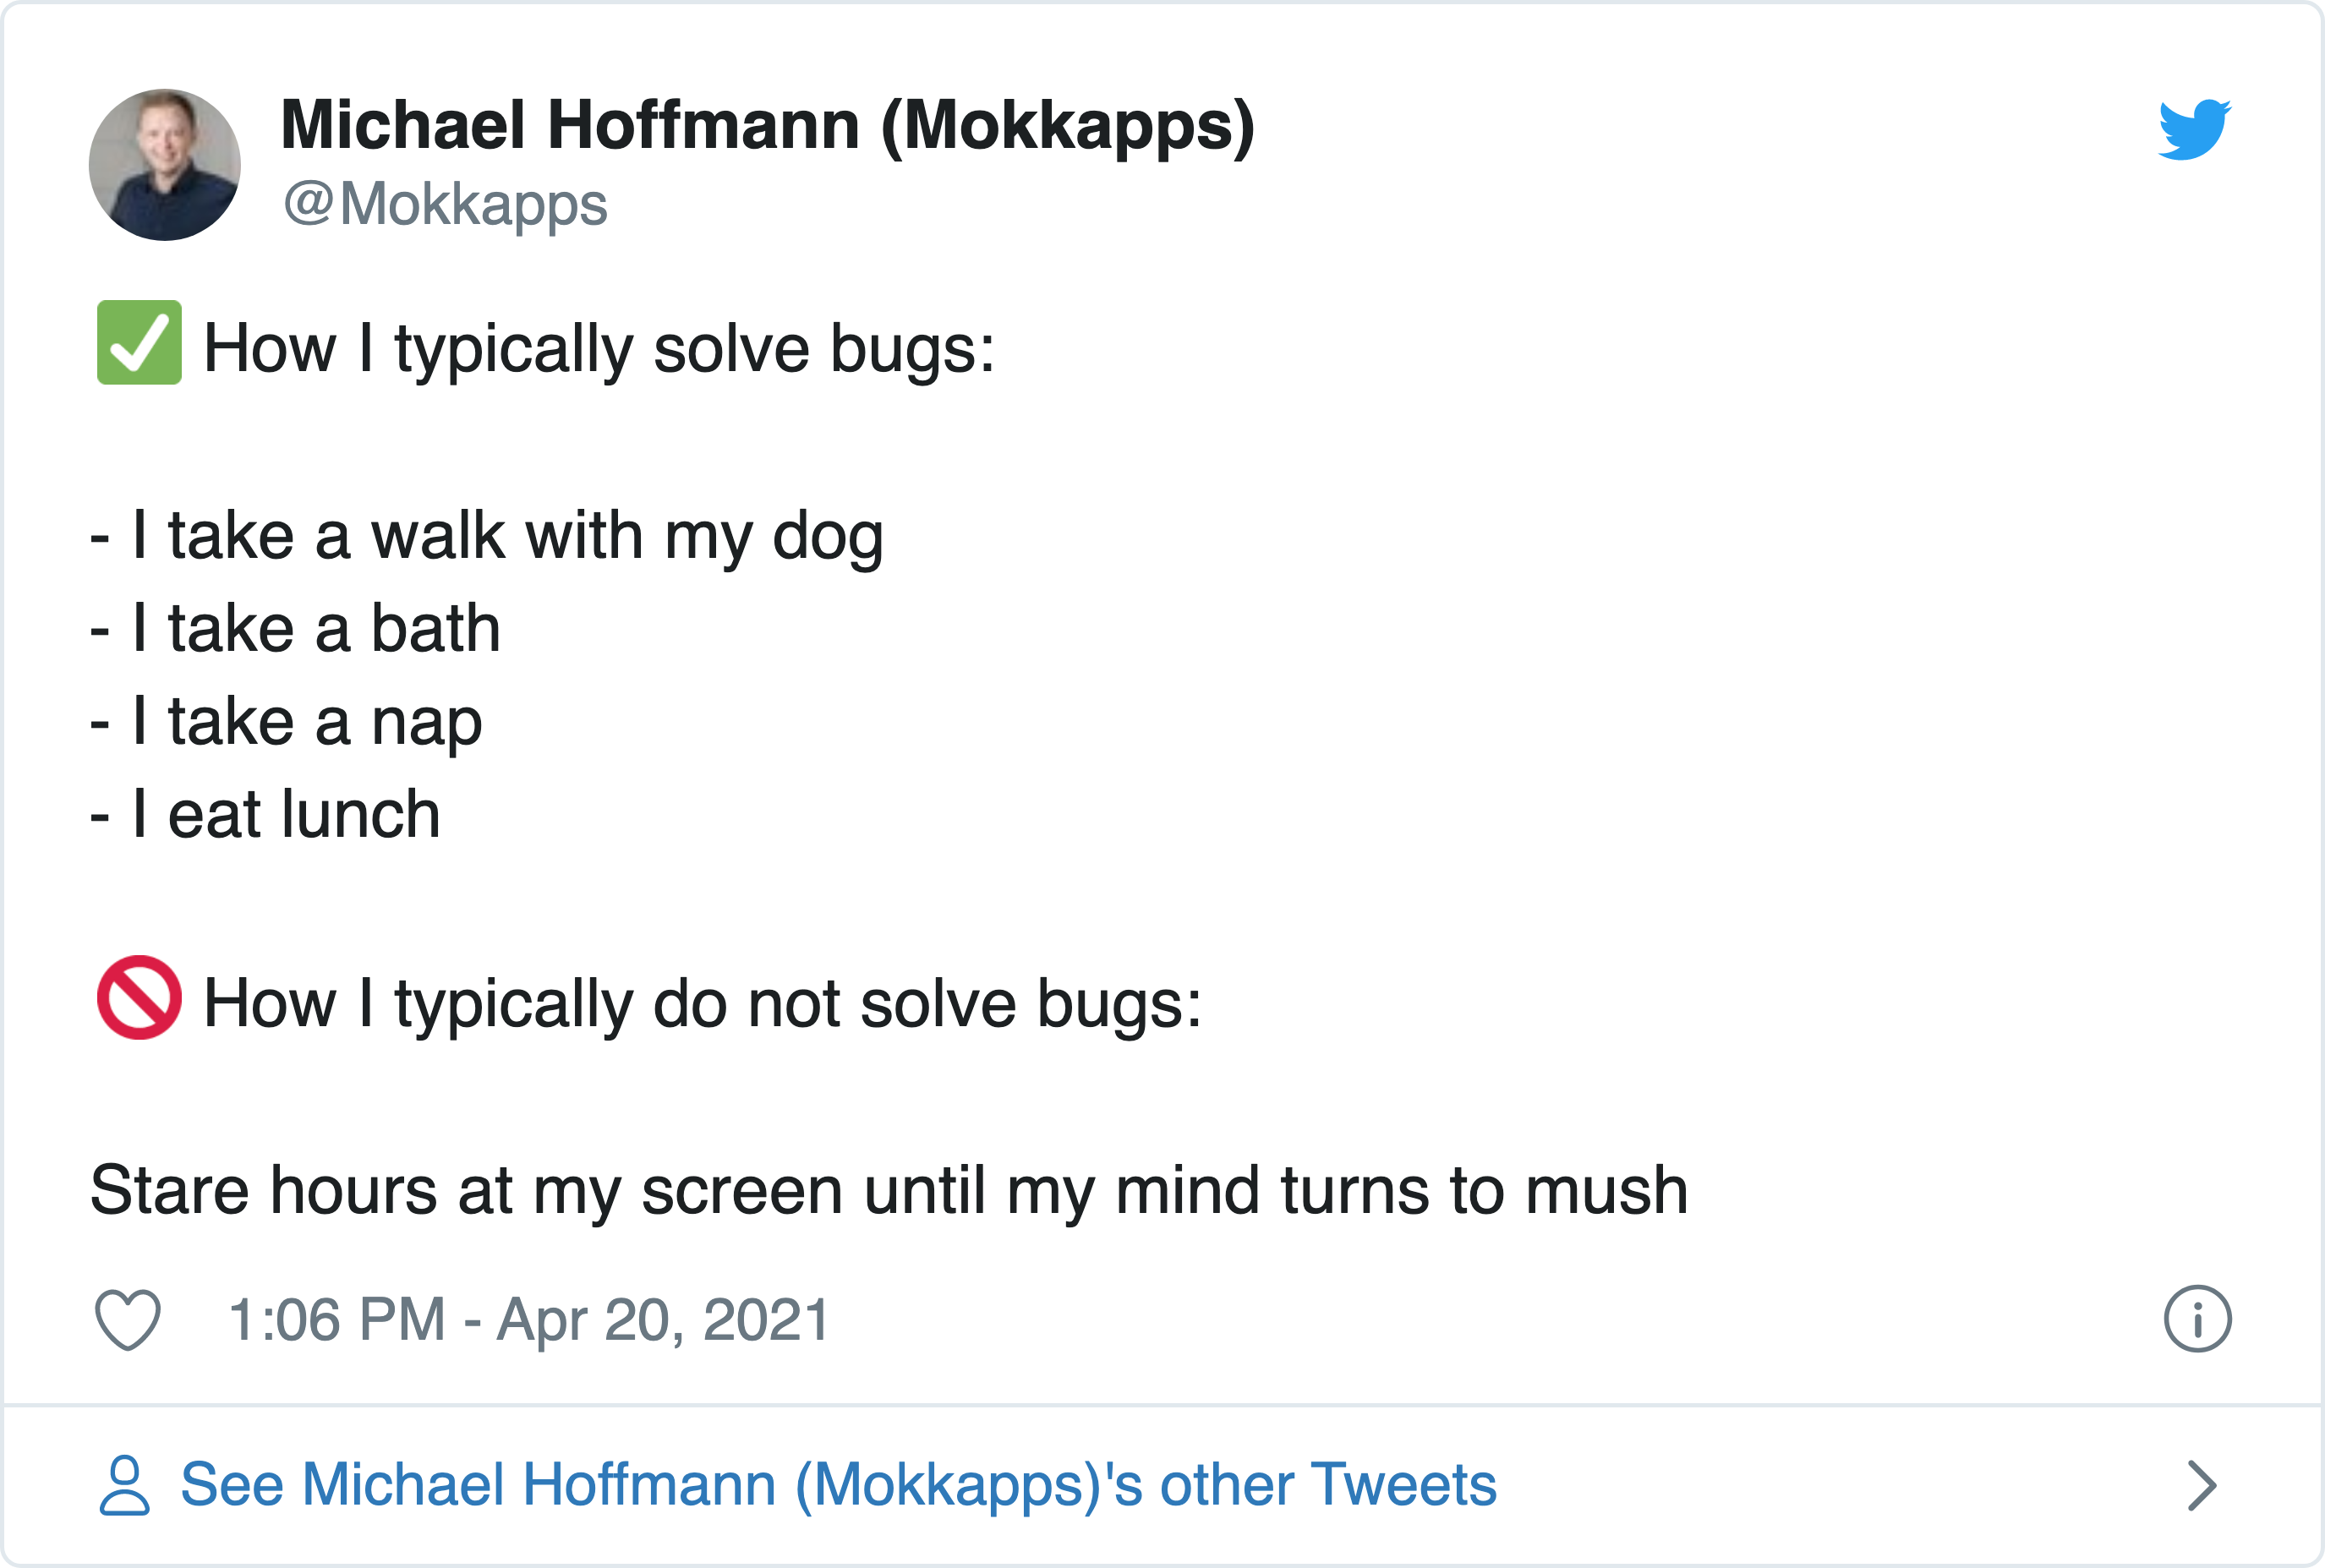 Michael Hoffmann (Mokkapps)
@Mokkapps
✅ How I typically solve bugs:
- I take a walk with my dog
- I take a bath
- I take a nap
- I eat lunch
🚫 How I typically do not solve bugs:
Stare hours at my screen until my mind turns to mush
1:06 PM - Apr 20, 2021
See Michael Hoffmann (Mokkapps)'s other Tweets